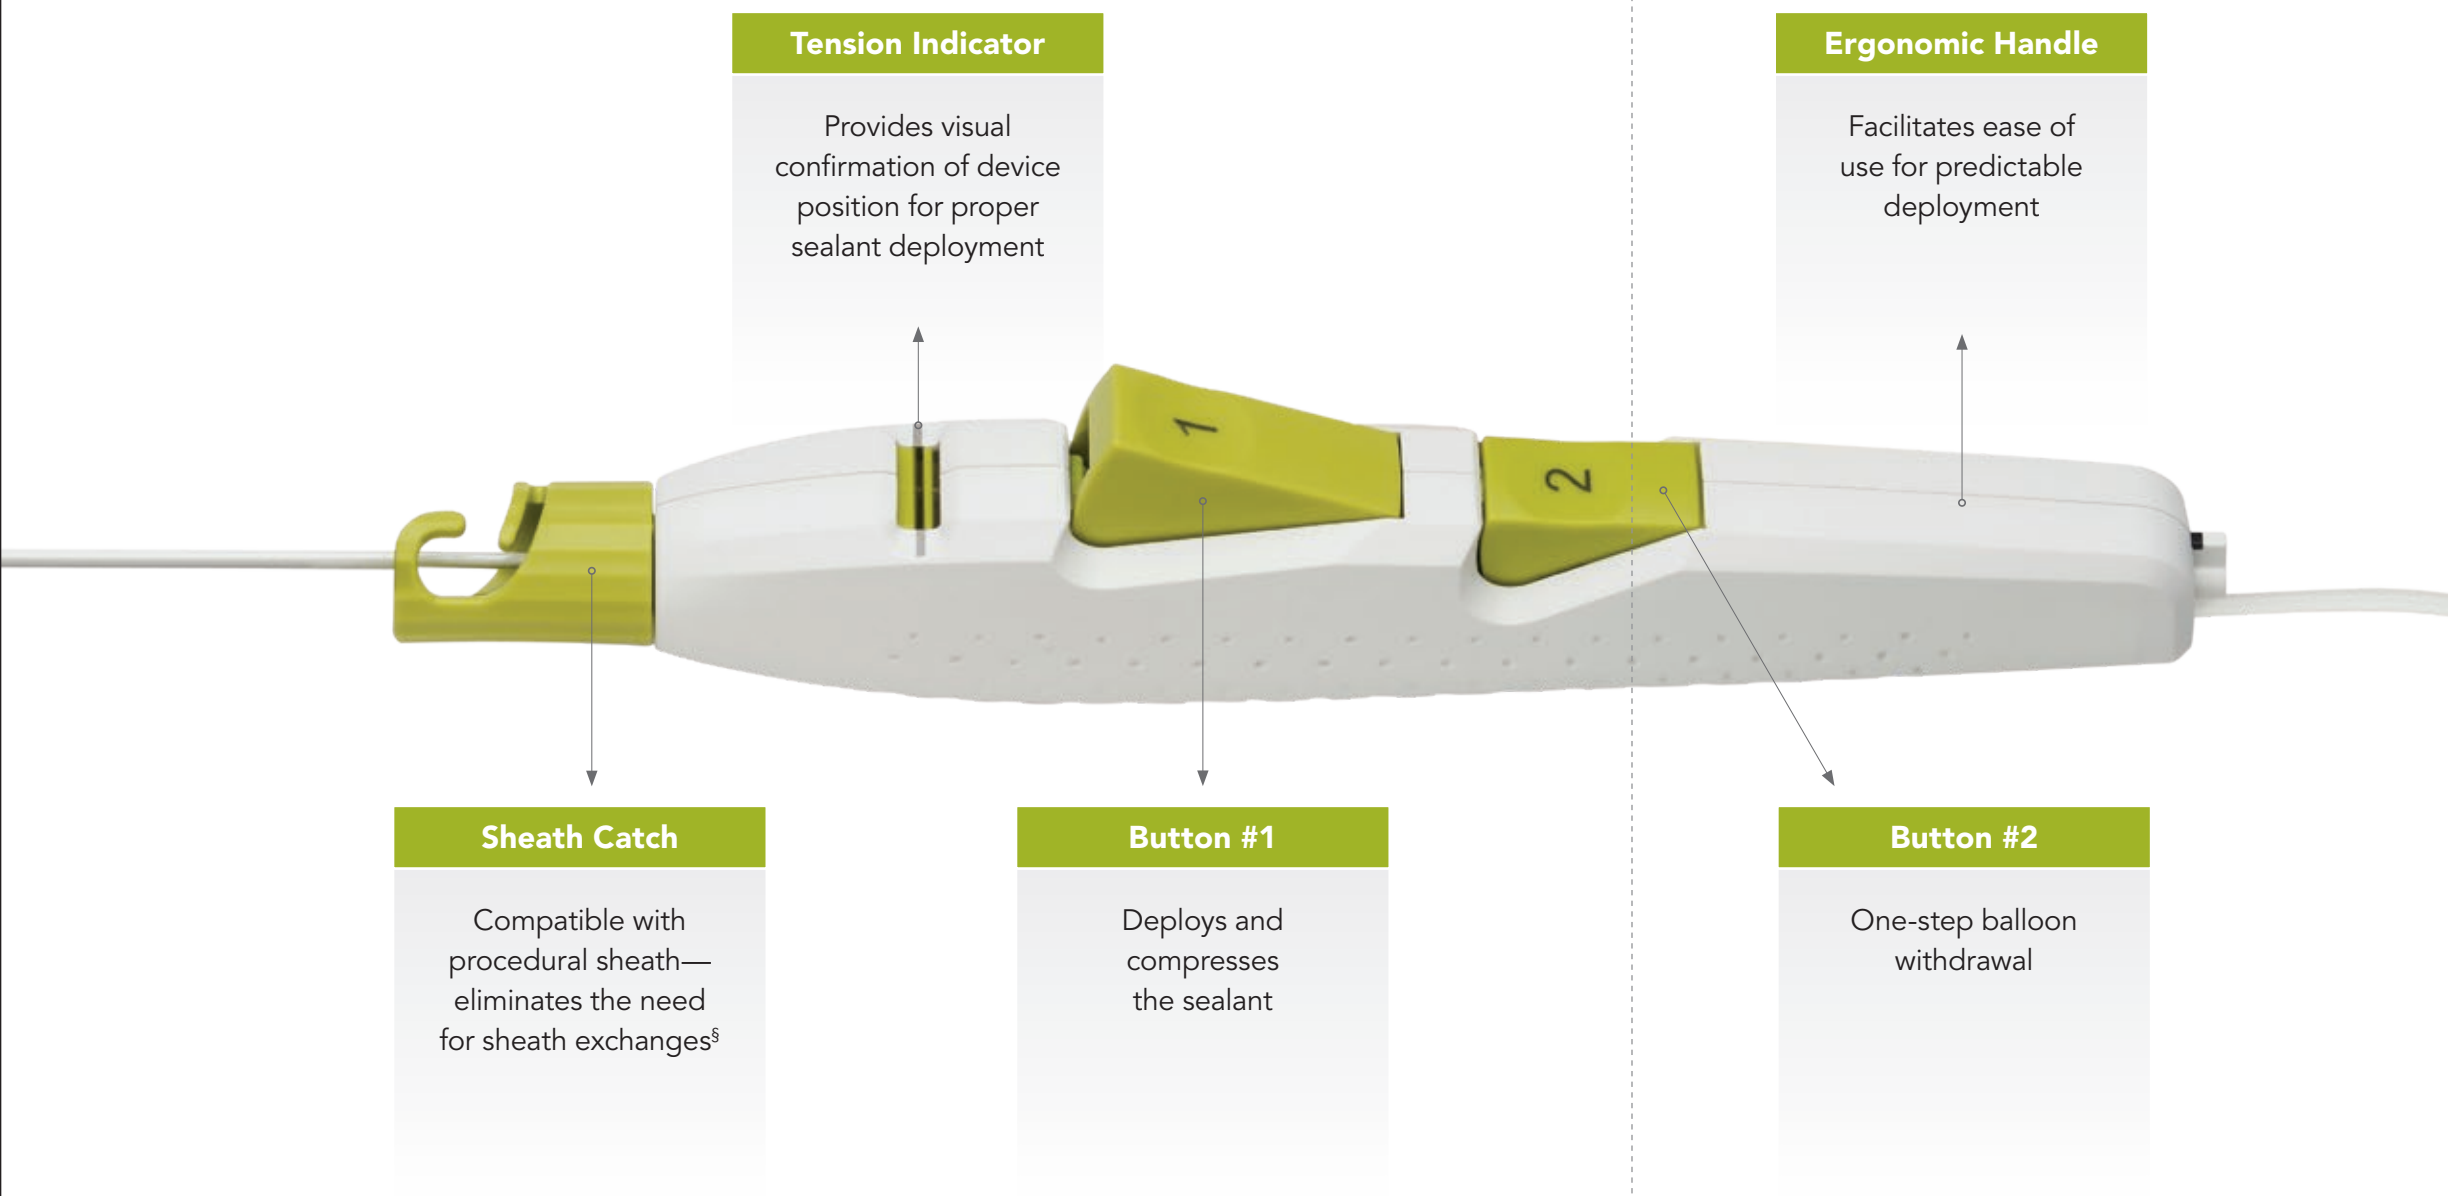 Tension Indicator
Provides visual
confirmation of device
position for proper
sealant deployment
Ergonomic Handle
Facilitates ease of
use for predictable
deployment
1
2
Sheath Catch
Compatible with
procedural sheath—
eliminates the need
for sheath exchanges§
Button #1
Deploys and
compresses
the sealant
Button #2
One-step balloon
withdrawal